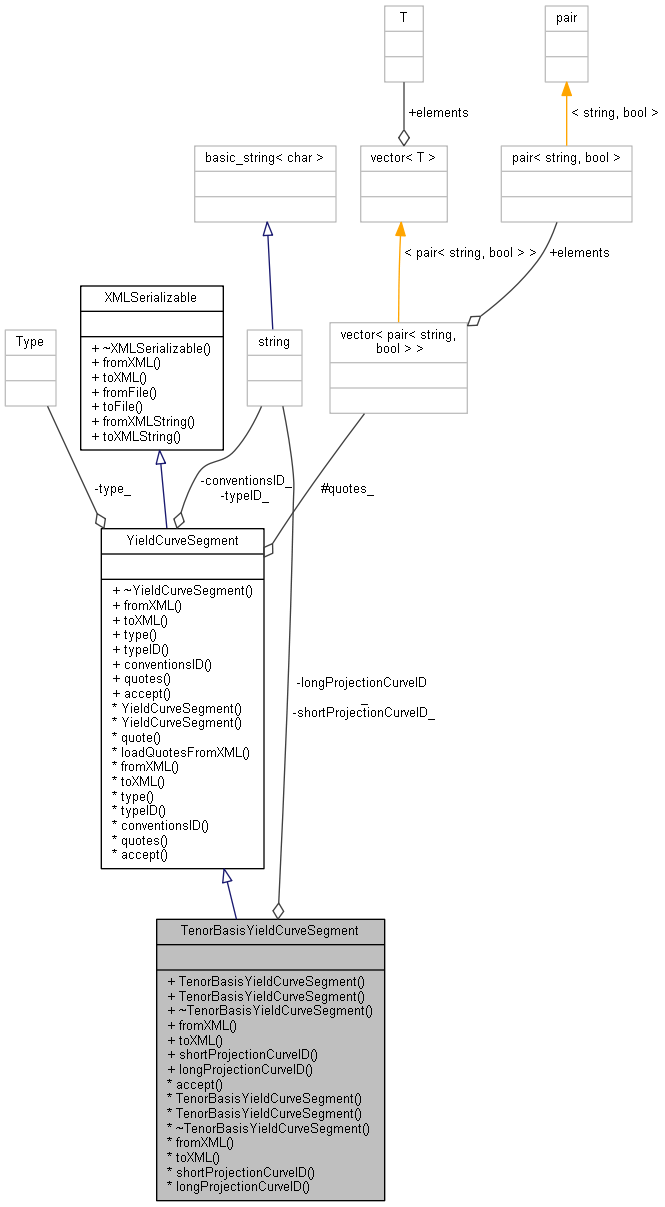 T
pair
+elements
< string, bool >
basic_string< char >
vector< T >
pair< string, bool >
< pair< string, bool > >
+elements
XMLSerializable
+ ~XMLSerializable()
+ fromXML()
+ toXML()
+ fromFile()
+ toFile()
+ fromXMLString()
+ toXMLString()
Type
string
vector< pair< string,
bool > >
-type_
-conventionsID_
-typeID_
#quotes_
YieldCurveSegment
+ ~YieldCurveSegment()
+ fromXML()
+ toXML()
+ type()
+ typeID()
+ conventionsID()
+ quotes()
+ accept()
* YieldCurveSegment()
* YieldCurveSegment()
* quote()
* loadQuotesFromXML()
* fromXML()
* toXML()
* type()
* typeID()
* conventionsID()
* quotes()
* accept()
-longProjectionCurveID
_
-shortProjectionCurveID_
TenorBasisYieldCurveSegment
+ TenorBasisYieldCurveSegment()
+ TenorBasisYieldCurveSegment()
+ ~TenorBasisYieldCurveSegment()
+ fromXML()
+ toXML()
+ shortProjectionCurveID()
+ longProjectionCurveID()
* accept()
* TenorBasisYieldCurveSegment()
* TenorBasisYieldCurveSegment()
* ~TenorBasisYieldCurveSegment()
* fromXML()
* toXML()
* shortProjectionCurveID()
* longProjectionCurveID()